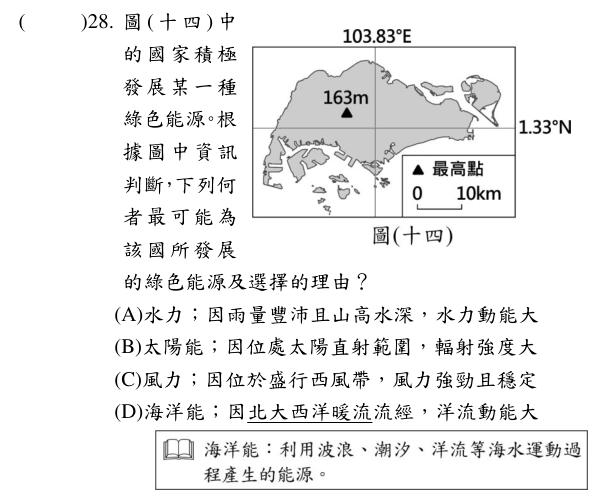 (　　)28. 圖(十四)中
的國家積極
發展某一種
綠色能源。根
據圖中資訊
判斷，下列何
者最可能為
該國所發展
的綠色能源及選擇的理由？
103.83°E
163m
1.33°N
▲ 最高點
0 10km
圖(十四)
(A)水力；因雨量豐沛且山高水深，水力動能大
(B)太陽能；因位處太陽直射範圍，輻射強度大
(C)風力；因位於盛行西風帶，風力強勁且穩定
(D)海洋能；因北大西洋暖流流經，洋流動能大
海洋能：利用波浪、潮汐、洋流等海水運動過
程產生的能源。